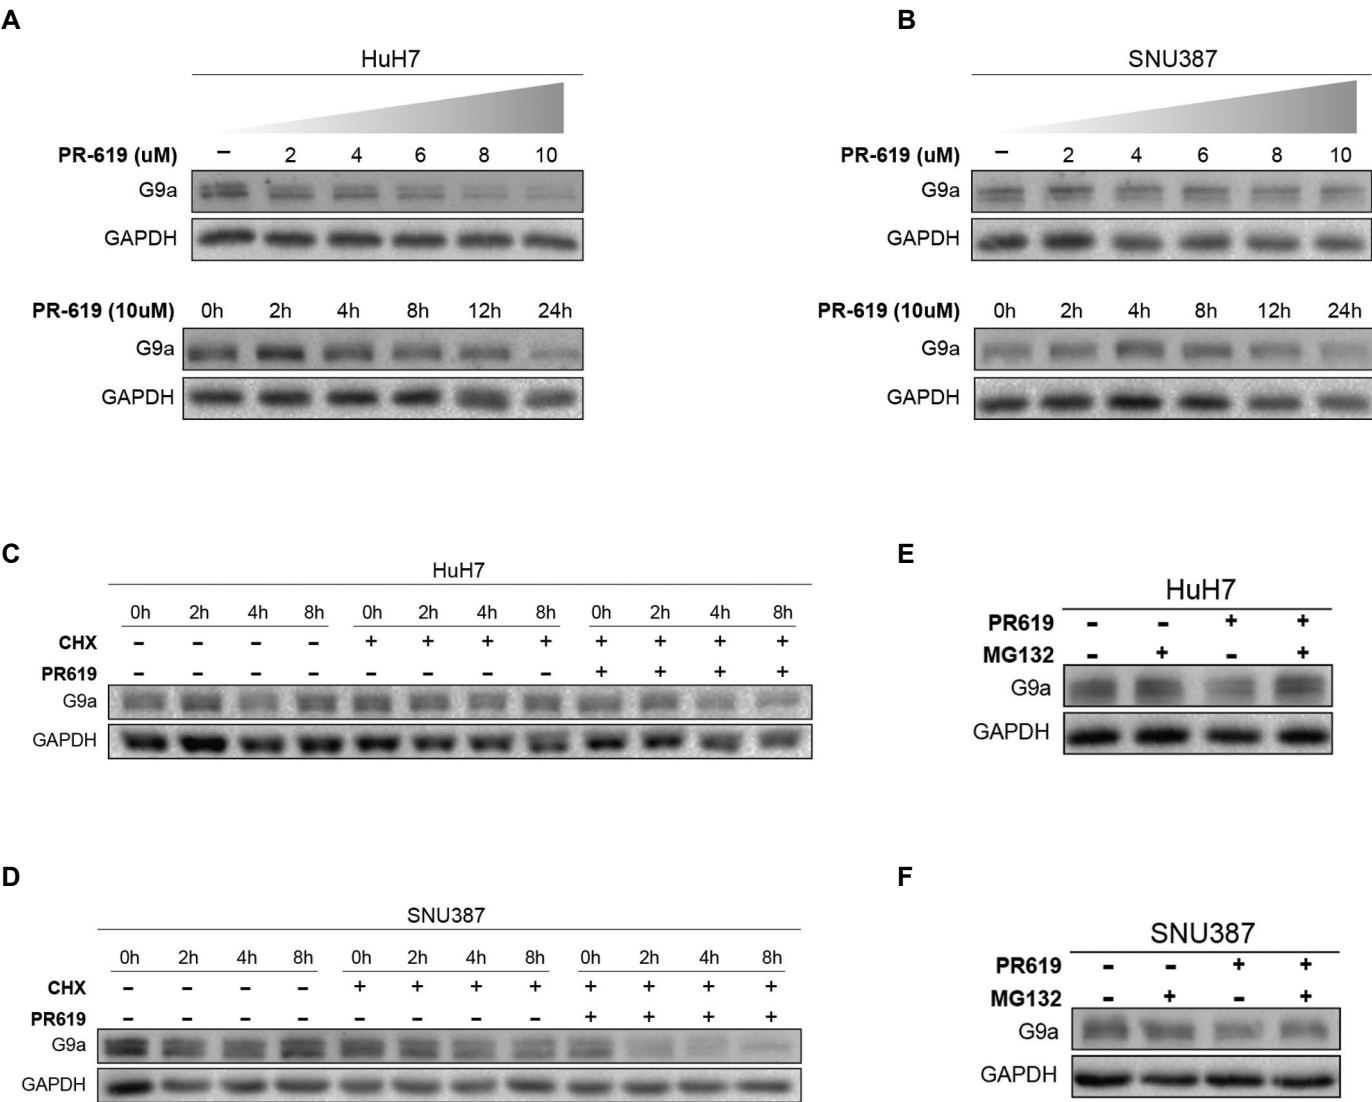 A
HuH7
PR-619 (uM) – 2 4 6 8 10
G9a
GAPDH
PR-619 (10uM) 0h 2h 4h 8h 12h 24h
G9a
GAPDH
B
SNU387
PR-619 (uM) – 2 4 6 8 10
G9a
GAPDH
PR-619 (10uM) 0h 2h 4h 8h 12h 24h
G9a
GAPDH
C
HuH7
0h 2h 4h 8h 0h 2h 4h 8h 0h 2h 4h 8h
CHX – – – – + + + + + + + +
PR619 – – – – – – – – + + + +
G9a
GAPDH
D
SNU387
0h 2h 4h 8h 0h 2h 4h 8h 0h 2h 4h 8h
CHX – – – – + + + + + + + +
PR619 – – – – – – – – + + + +
G9a
GAPDH
E
HuH7
PR619 - - + +
MG132 - + - +
G9a
GAPDH
F
SNU387
PR619 - - + +
MG132 - + - +
G9a
GAPDH